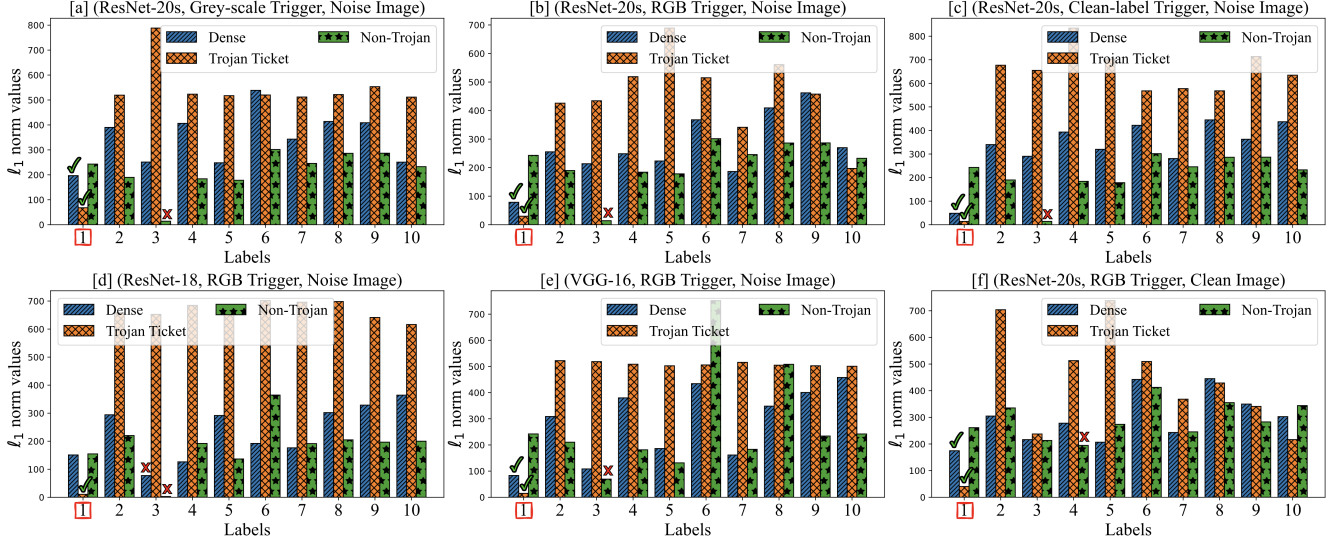 [a] (ResNet-20s, Grey-scale Trigger, Noise Image)
Dense
Trojan Ticket
Non-Trojan
ℓ1 norm values
0
100
200
300
400
500
600
700
800
1 2 3 4 5 6 7 8 9 10
Labels
[b] (ResNet-20s, RGB Trigger, Noise Image)
Dense
Trojan Ticket
Non-Trojan
ℓ1 norm values
0
100
200
300
400
500
600
700
1 2 3 4 5 6 7 8 9 10
Labels
[c] (ResNet-20s, Clean-label Trigger, Noise Image)
Dense
Trojan Ticket
Non-Trojan
ℓ1 norm values
0
100
200
300
400
500
600
700
800
1 2 3 4 5 6 7 8 9 10
Labels
[d] (ResNet-18, RGB Trigger, Noise Image)
Dense
Trojan Ticket
Non-Trojan
ℓ1 norm values
0
100
200
300
400
500
600
700
1 2 3 4 5 6 7 8 9 10
Labels
[e] (VGG-16, RGB Trigger, Noise Image)
Dense
Trojan Ticket
Non-Trojan
ℓ1 norm values
0
100
200
300
400
500
600
700
1 2 3 4 5 6 7 8 9 10
Labels
[f] (ResNet-20s, RGB Trigger, Clean Image)
Dense
Trojan Ticket
Non-Trojan
ℓ1 norm values
0
100
200
300
400
500
600
700
1 2 3 4 5 6 7 8 9 10
Labels